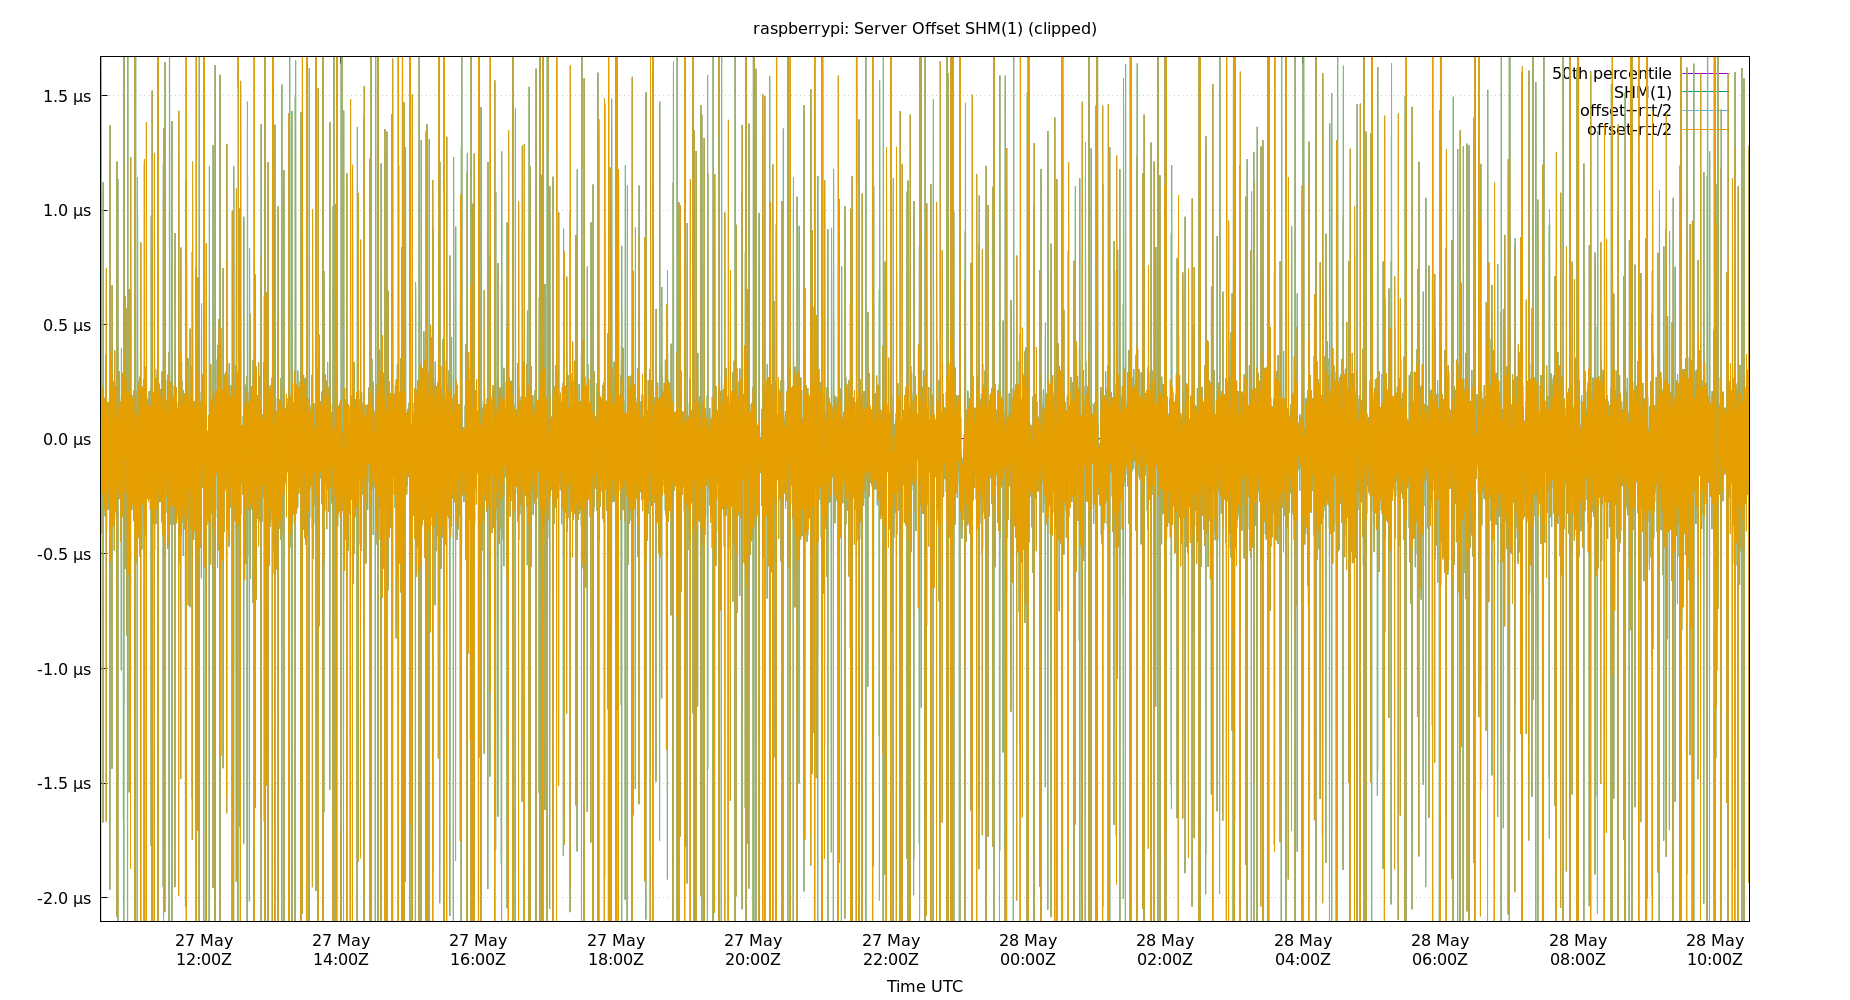 raspberrypi: Server Offset SHM(1) (clipped)
50th percentile
SHM(1)
offset+rtt/2
offset-rtt/2
1.5 µs
1.0 µs
0.5 µs
0.0 µs
-0.5 µs
-1.0 µs
-1.5 µs
-2.0 µs
27 May 27 May 27 May 27 May 27 May 27 May 28 May 28 May 28 May 28 May 28 May 28 May
12:00Z 14:00Z 16:00Z 18:00Z 20:00Z 22:00Z 00:00Z 02:00Z 04:00Z 06:00Z 08:00Z 10:00Z
Time UTC